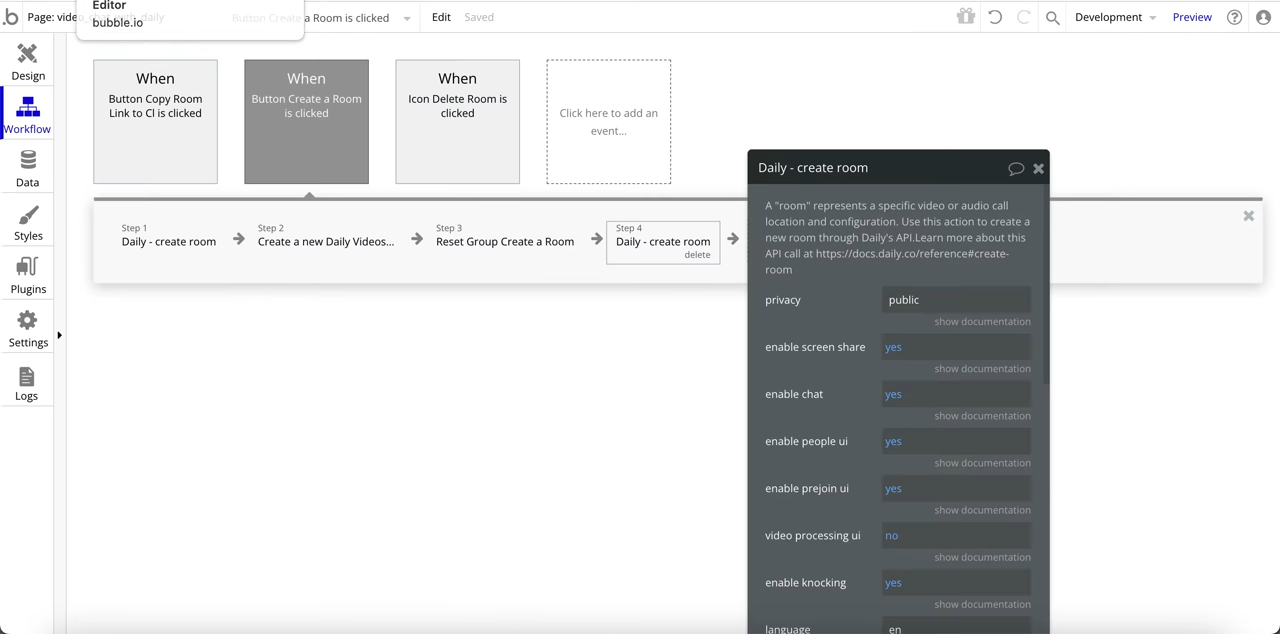 Editor
bubble.io
Page: video_chat with_daily
Button Create a Room is clicked
Edit
Saved
Development
Preview
Design
Workflow
Data
Styles
Plugins
Settings
Logs
When
Button Copy Room
Link to Cl is clicked
When
Button Create a Room
is clicked
When
Icon Delete Room is
clicked
Click here to add an
event...
Step 1
Daily - create room
Step 2
Create a new Daily Videos...
Step 3
Reset Group Create a Room
Step 4
Daily - create room
delete
Daily - create room
A "room" represents a specific video or audio call
location and configuration. Use this action to create a
new room through Daily's API.Learn more about this
API call at https://docs.daily.co/reference#create-
room
privacy public
show documentation
enable screen share yes
show documentation
enable chat yes
show documentation
enable people ui yes
show documentation
enable prejoin ui yes
show documentation
video processing ui no
show documentation
enable knocking yes
show documentation
language en